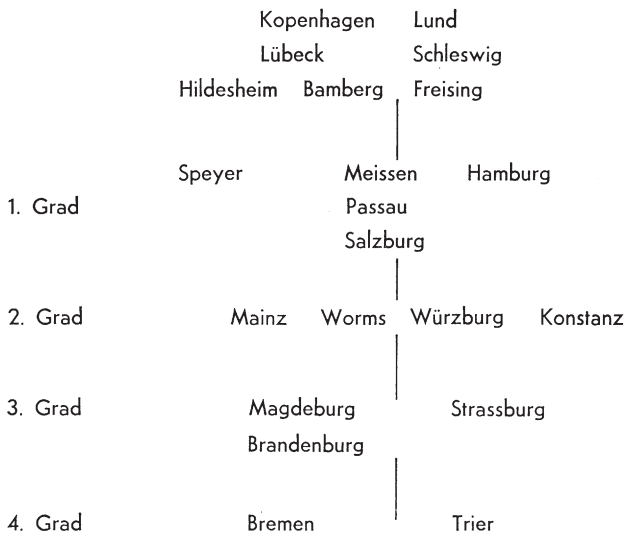 Kopenhagen Lund
Lübeck Schleswig
Hildesheim Bamberg Freising
Speyer Meissen Hamburg
1. Grad Passau
Salzburg
2. Grad Mainz Worms Würzburg Konstanz
3. Grad Magdeburg Strassburg
Brandenburg
4. Grad Bremen Trier